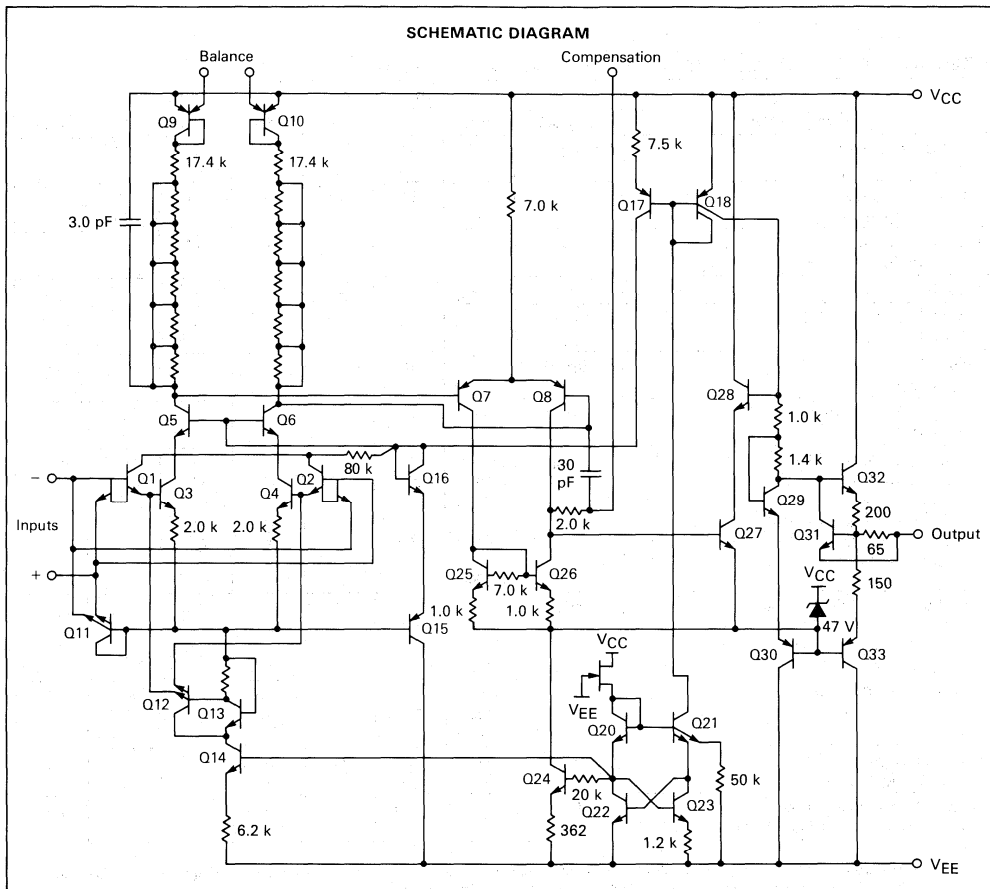 SCHEMATIC DIAGRAM
Balance
Compensation
VCC
Q9
Q10
17.4 k
17.4 k
7.5 k
Q17
Q18
3.0 pF
7.0 k
Q7
Q8
Q28
1.0 k
Q5
Q6
80 k
30
pF
1.4 k
Q16
Q32
−
Q1
Q3
Q4
Q2
Q29
200
Inputs
2.0 k
2.0 k
2.0 k
Q27
Q31
65
Output
+
Q25
7.0 k
Q26
VCC
150
1.0 k
1.0 k
47 V
Q11
Q15
Q30
Q33
Q12
Q13
VCC
VEE
Q20
Q21
Q14
Q24
20 k
Q22
Q23
50 k
6.2 k
362
1.2 k
VEE